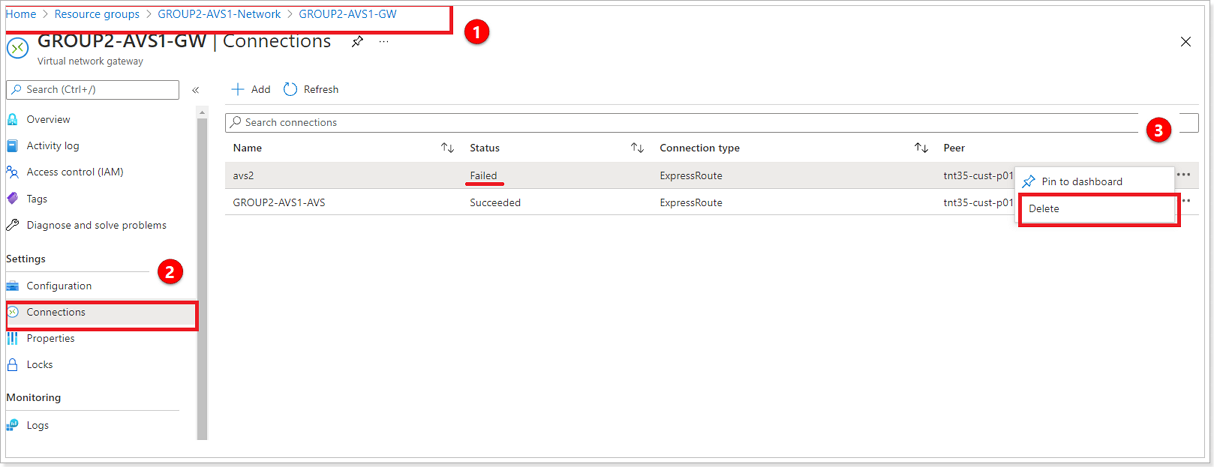 Home > Resource groups > GROUP2-AVS1-Network > GROUP2-AVS1-GW
1
GROUP2-AVS1-GW | Connections ...
Virtual network gateway
Search (Ctrl+/) «
Add Refresh
Search connections
3
Name Status Connection type Peer
avs2 Failed ExpressRoute tnt35-cust-p01 ...
Pin to dashboard
GROUP2-AVS1-AVS Succeeded ExpressRoute tnt35-cust-p01
Delete
Overview
Activity log
Access control (IAM)
Tags
Diagnose and solve problems
Settings
2
Configuration
Connections
Properties
Locks
Monitoring
Logs